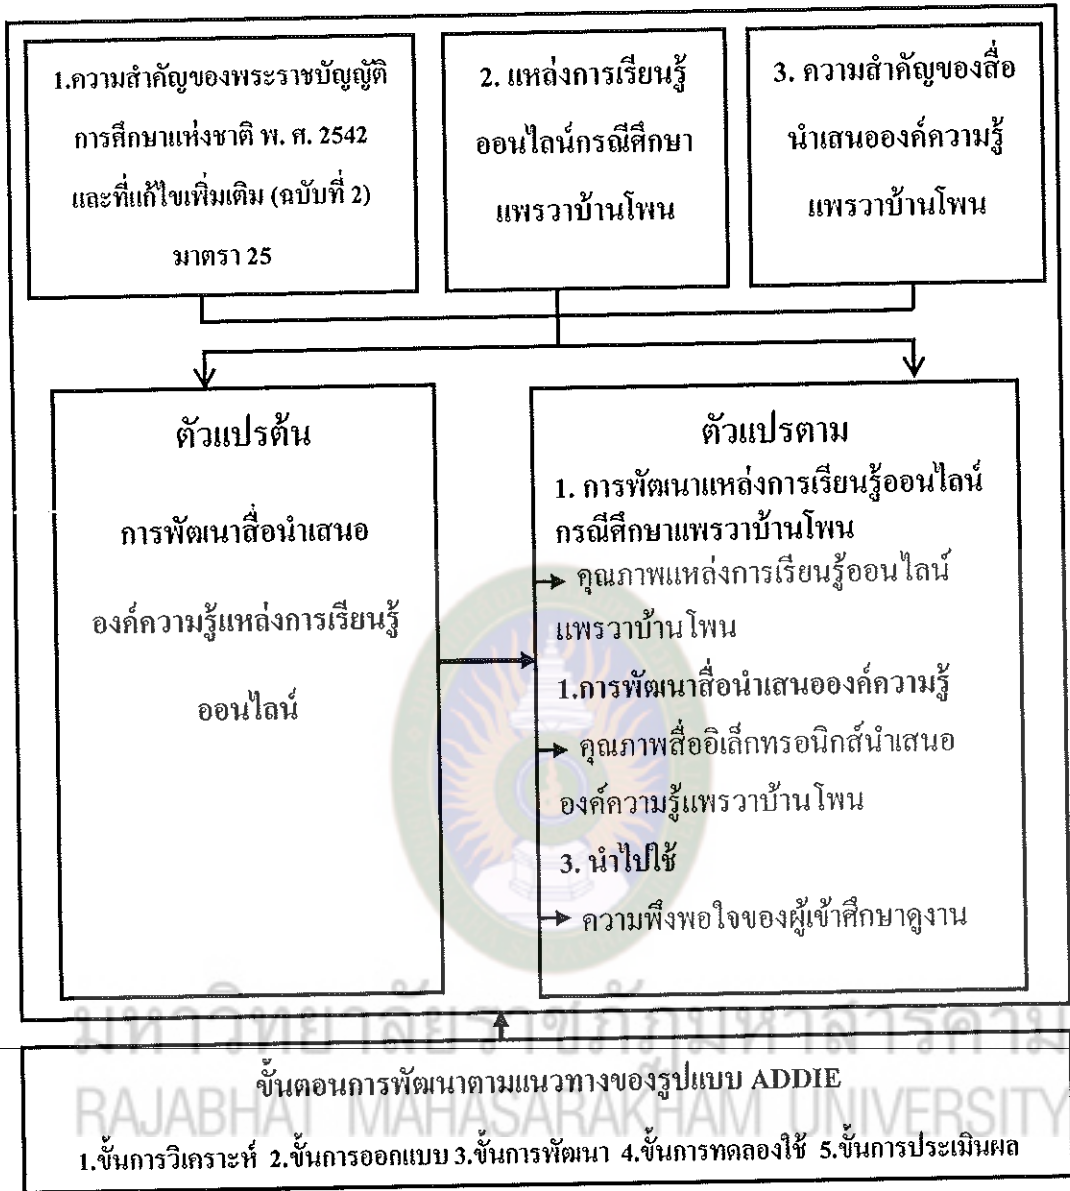 1.ความสำคัญของพระราชบัญญัติ
การศึกษาแห่งชาติ พ. ศ. 2542
และที่แก้ไขเพิ่มเติม (ฉบับที่ 2)
มาตรา 25
2. แหล่งการเรียนรู้
ออนไลน์กรณีศึกษา
แพรวาบ้านโพน
3. ความสำคัญของสื่อ
นำเสนอองค์ความรู้
แพรวาบ้านโพน
ตัวแปรต้น
การพัฒนาสื่อนำเสนอ
องค์ความรู้แหล่งการเรียนรู้
ออนไลน์
ตัวแปรตาม
1. การพัฒนาแหล่งการเรียนรู้ออนไลน์
กรณีศึกษาแพรวาบ้านโพน
คุณภาพแหล่งการเรียนรู้ออนไลน์
แพรวาบ้านโพน
1.การพัฒนาสื่อนำเสนอองค์ความรู้
คุณภาพสื่ออิเล็กทรอนิกส์นำเสนอ
องค์ความรู้แพรวาบ้านโพน
3. นำไปใช้
ความพึงพอใจของผู้เข้าศึกษาดูงาน
มหาวิทยาลัยราชภัฏมหาสารคาม
ขั้นตอนการพัฒนาตามแนวทางของรูปแบบ ADDIE
RAJABHAT MAHASARAKHAM UNIVERSITY
1.ขั้นการวิเคราะห์ 2.ขั้นการออกแบบ 3.ขั้นการพัฒนา 4.ขั้นการทดลองใช้ 5.ขั้นการประเมินผล